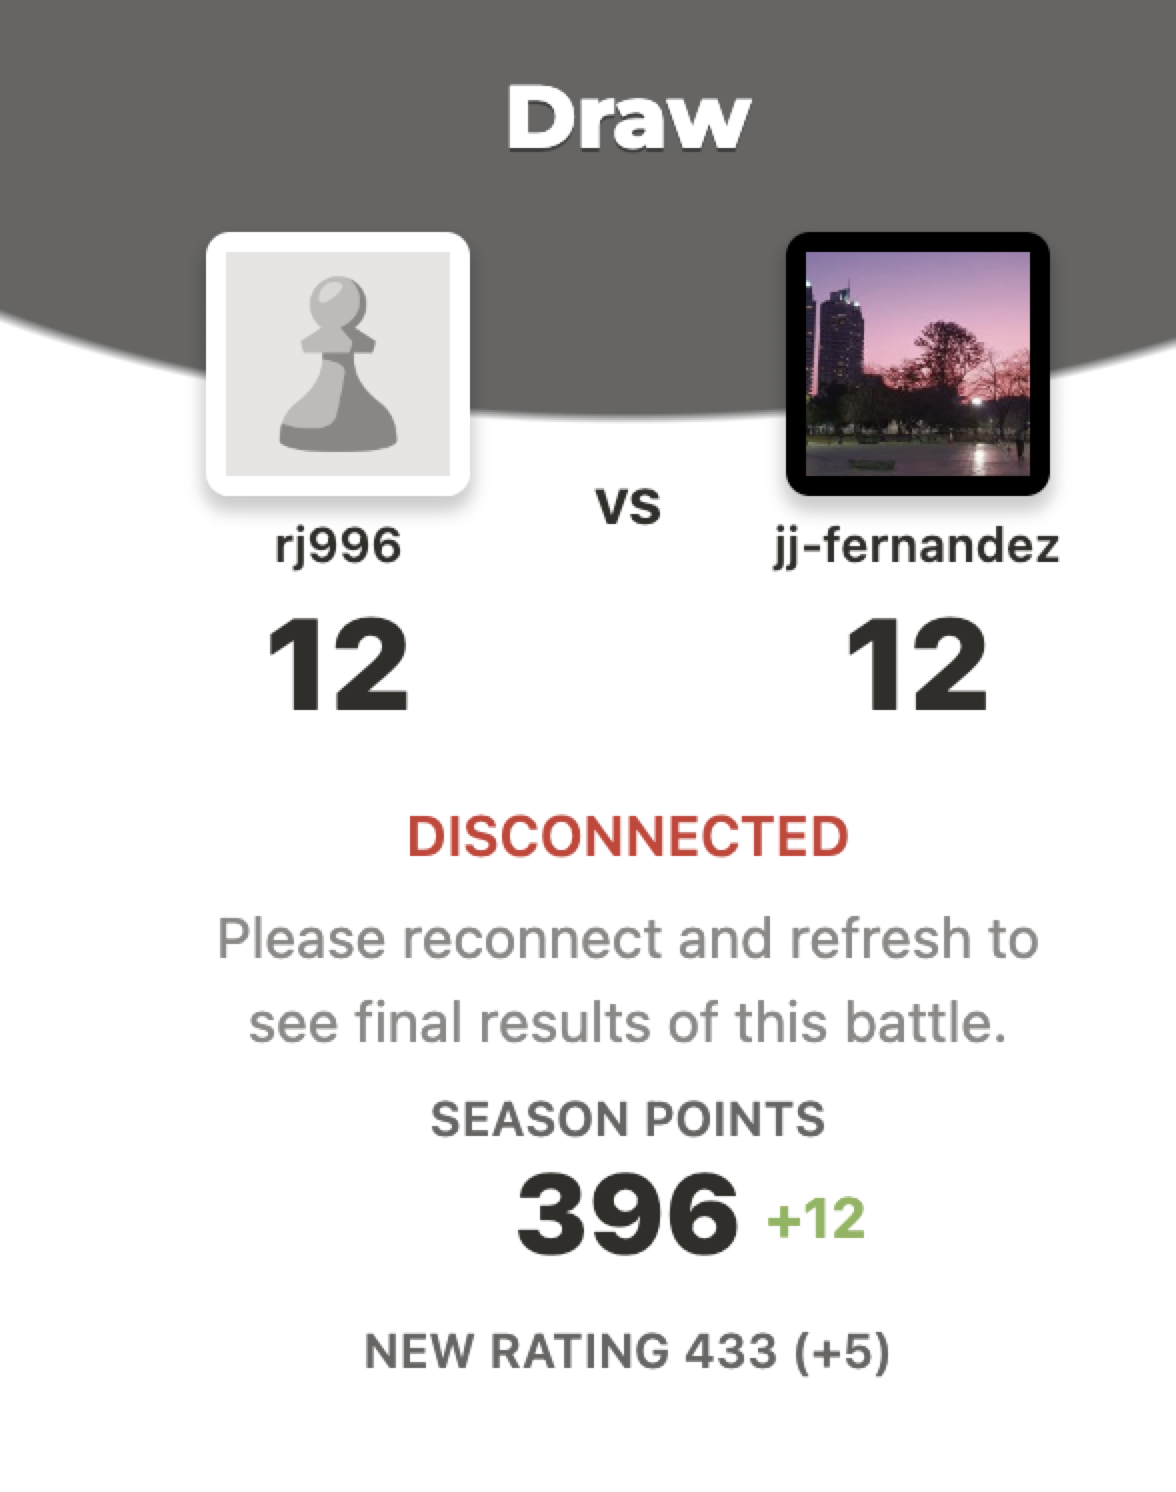 Draw
vs
rj996
jj-fernandez
12
12
DISCONNECTED
Please reconnect and refresh to
see final results of this battle.
SEASON POINTS
396 +12
NEW RATING 433 (+5)